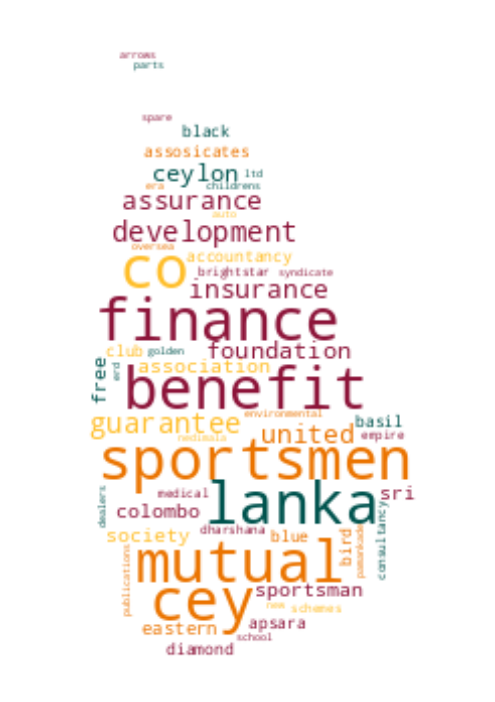 arrows
parts
spare
black
assosicates
ceylon ltd
era childrens
assurance
auto
development
oversea
accountancy
co
brightstar syndicate
insurance
finance
club golden foundation
free erd association
benefit
environmental
guarantee basil
nedimala united empire
sportsmen
lanka sri
dealers medical
colombo consultancy
dharshana
society blue bird pamankada
mutual
publications
cey sportsman
new schemes
eastern apsara
school
diamond